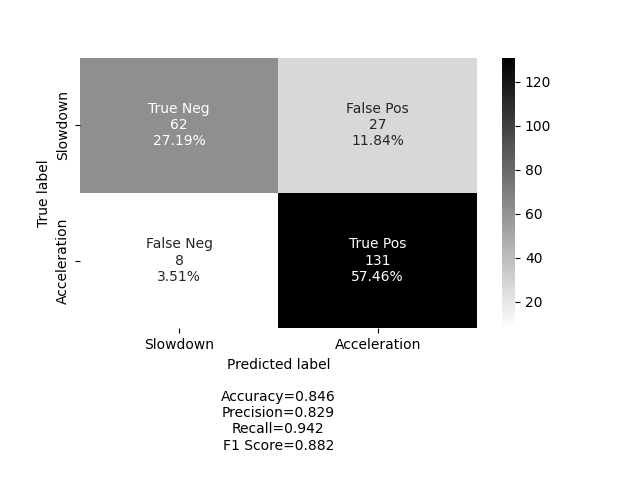 True Neg
62
27.19%
False Pos
27
11.84%
False Neg
8
3.51%
True Pos
131
57.46%
Slowdown
Acceleration
True label
Slowdown
Acceleration
Predicted label
Accuracy=0.846
Precision=0.829
Recall=0.942
F1 Score=0.882
120
100
80
60
40
20